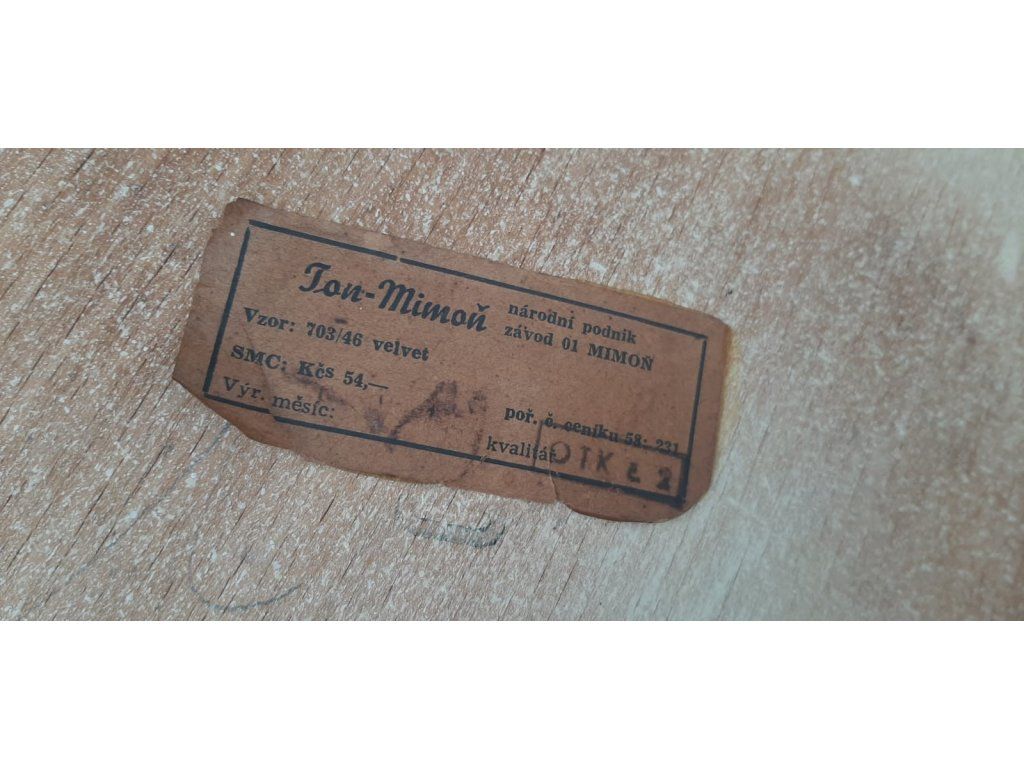 Ton-Mimoň národní podnik
závod 01 MIMOŇ
Vzor: 703/46 velvet
SMC: Kčs 54,—
poř. č. ceníku 58: 231
Výr. měsíc:
kvalita:
OTK č 2